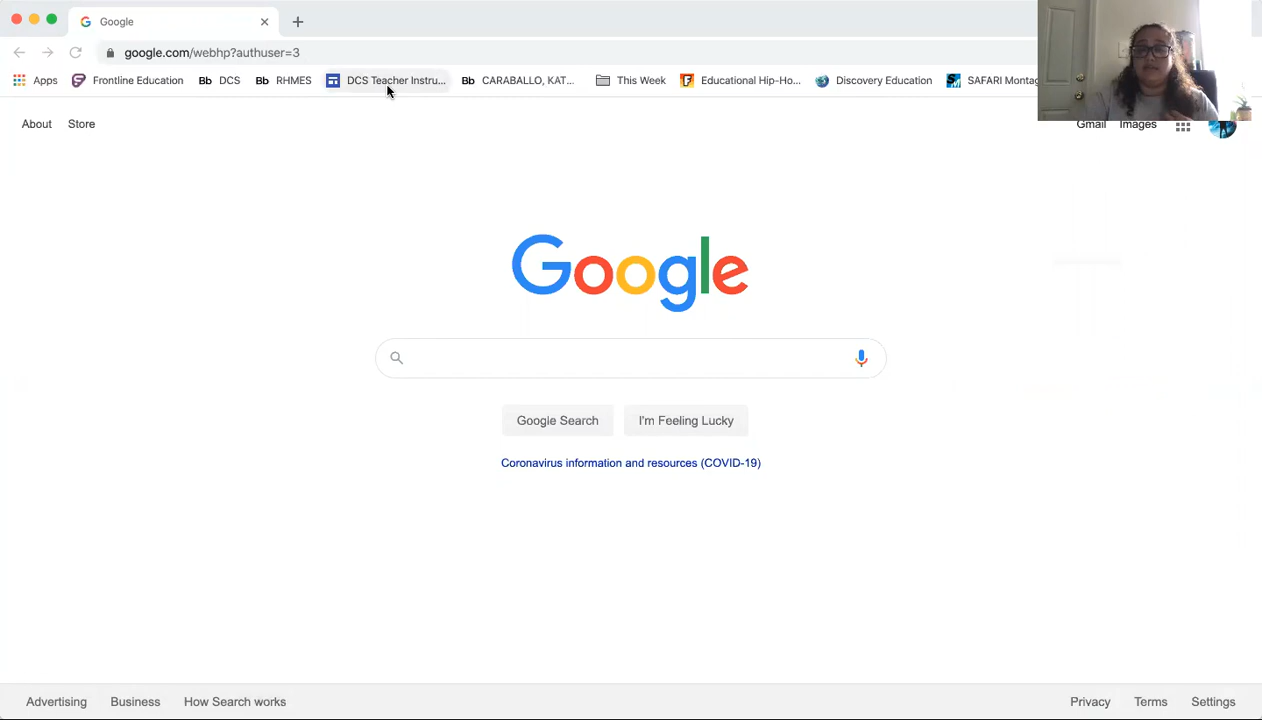 Google
google.com/webhp?authuser=3
Apps Frontline Education Bb DCS Bb RHMES DCS Teacher Instru... Bb CARABALLO, KAT... This Week Educational Hip-Ho... Discovery Education SAFARI Montag
About Store Gmail Images
Google
Google Search I'm Feeling Lucky
Coronavirus information and resources (COVID-19)
Advertising Business How Search works Privacy Terms Settings